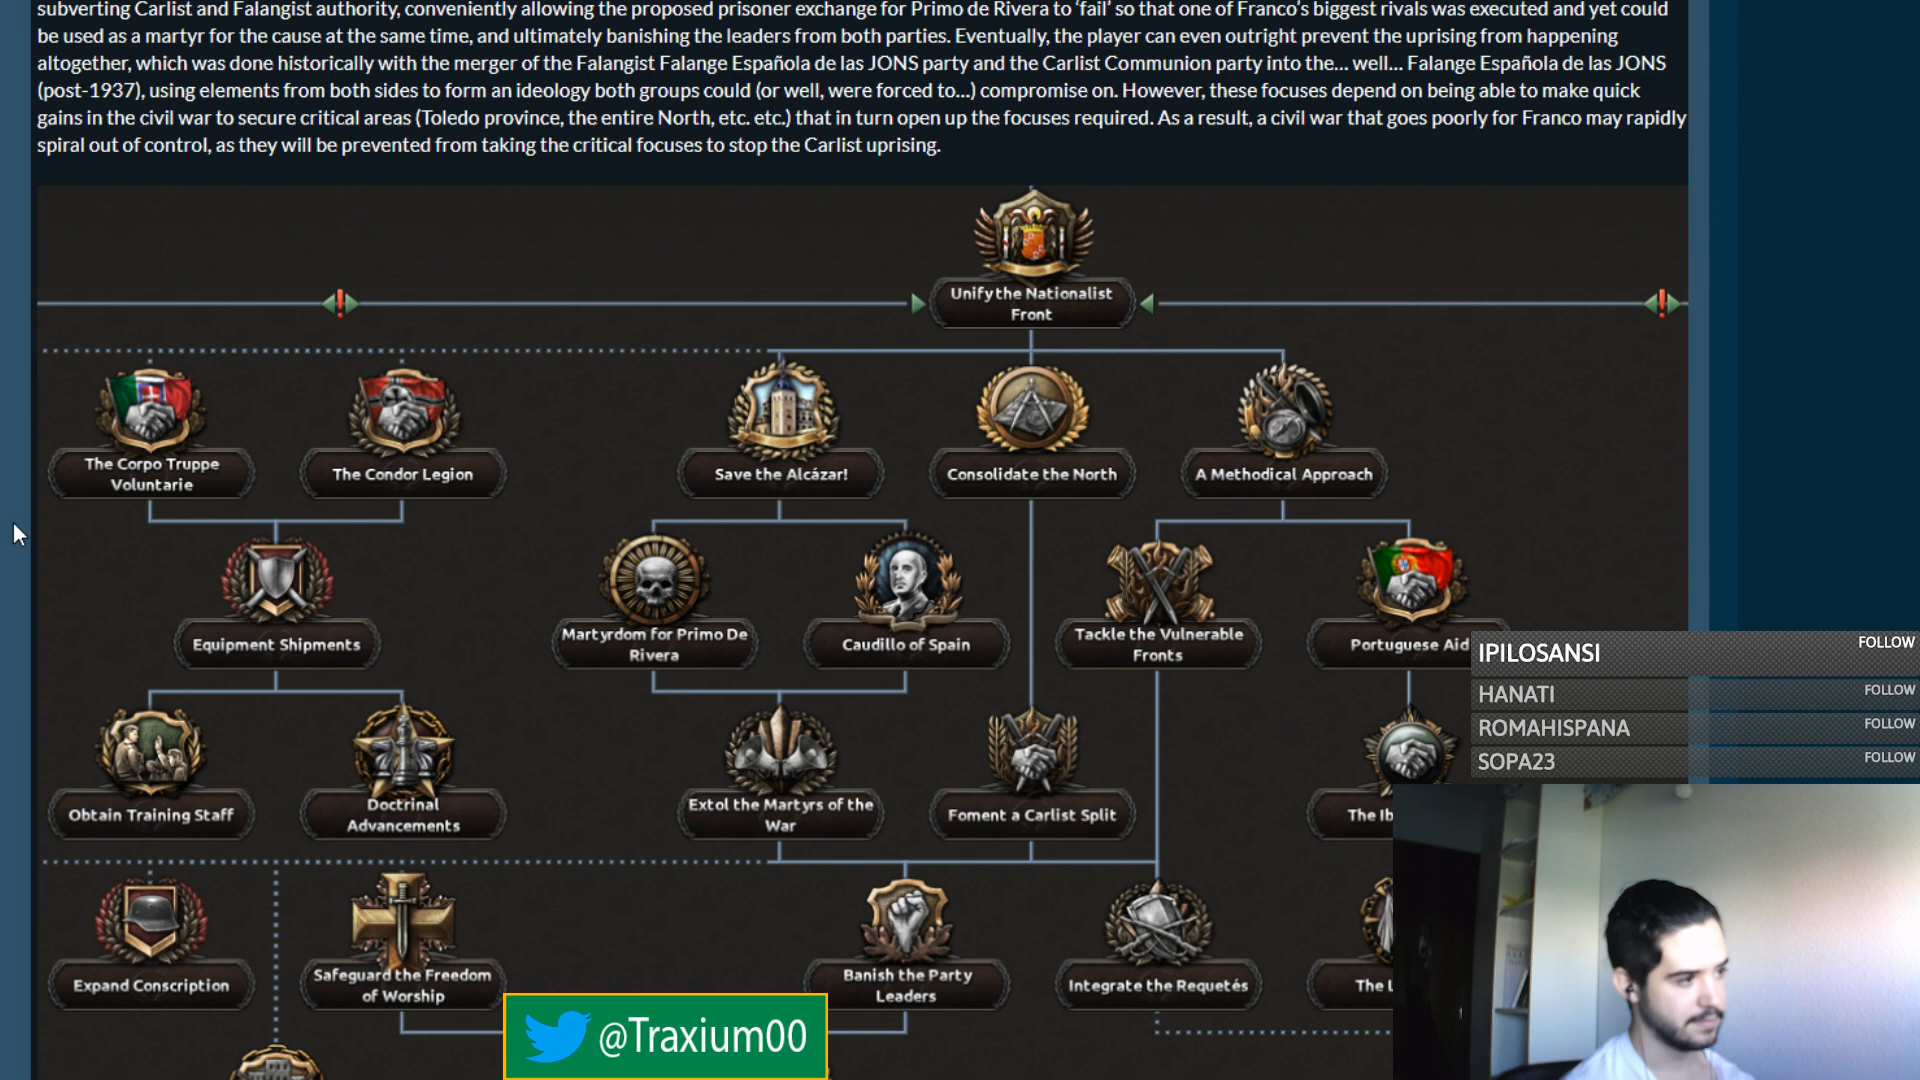 subverting Carlist and Falangist authority, conveniently allowing the proposed prisoner exchange for Primo de Rivera to ‘fail’ so that one of Franco’s biggest rivals was executed and yet could
be used as a martyr for the cause at the same time, and ultimately banishing the leaders from both parties. Eventually, the player can even outright prevent the uprising from happening
altogether, which was done historically with the merger of the Falangist Falange Española de las JONS party and the Carlist Communion party into the... well... Falange Española de las JONS
(post-1937), using elements from both sides to form an ideology both groups could (or well, were forced to...) compromise on. However, these focuses depend on being able to make quick
gains in the civil war to secure critical areas (Toledo province, the entire North, etc. etc.) that in turn open up the focuses required. As a result, a civil war that goes poorly for Franco may rapidly
spiral out of control, as they will be prevented from taking the critical focuses to stop the Carlist uprising.
Unify the Nationalist
Front
The Corpo Truppe
Voluntarie
The Condor Legion
Save the Alcázar!
Consolidate the North
A Methodical Approach
Equipment Shipments
Martyrdom for Primo De
Rivera
Caudillo of Spain
Tackle the Vulnerable
Fronts
Portuguese Aid
IPILOSANSI
FOLLOW
HANATI
FOLLOW
ROMAHISPANA
FOLLOW
SOPA23
FOLLOW
Obtain Training Staff
Doctrinal
Advancements
Extol the Martyrs of the
War
Foment a Carlist Split
The Ib
Expand Conscription
Safeguard the Freedom
of Worship
Banish the Party
Leaders
Integrate the Requetés
The L
@Traxium00